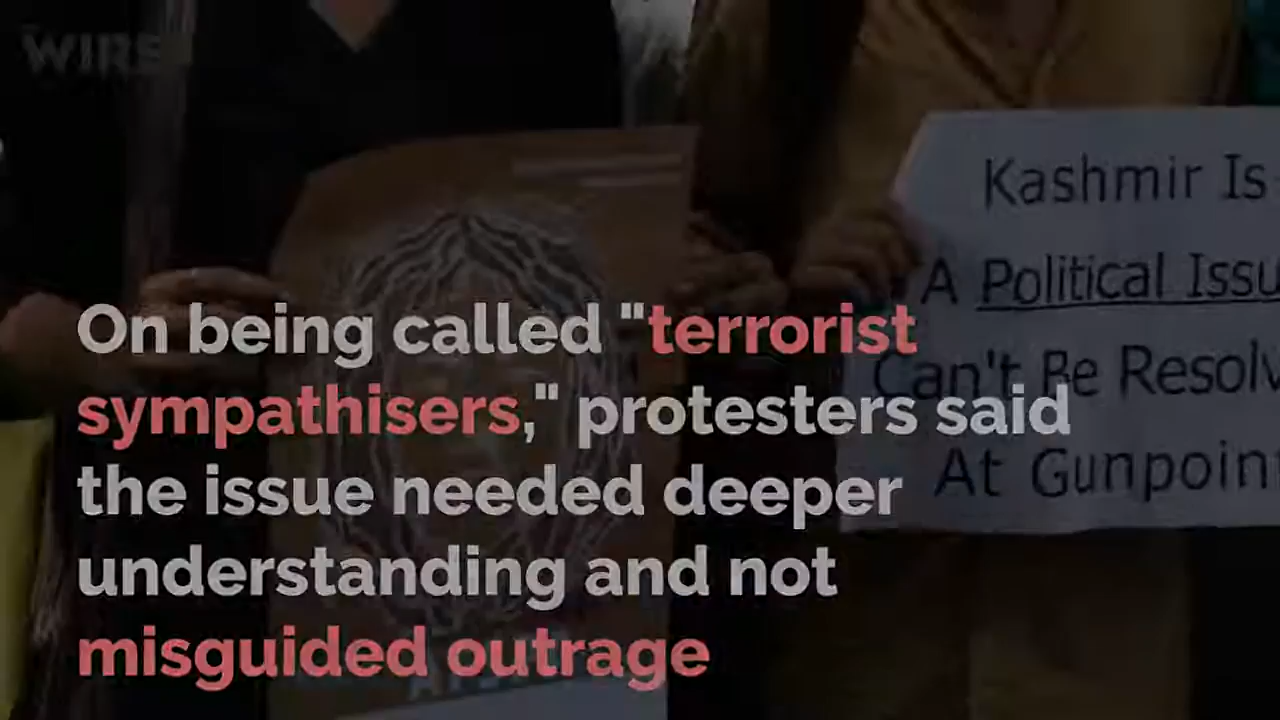 WIRE
Kashmir Is
A Political Issu
Can't Be Resolv
At Gunpoint
On being called "terrorist
sympathisers," protesters said
the issue needed deeper
understanding and not
misguided outrage